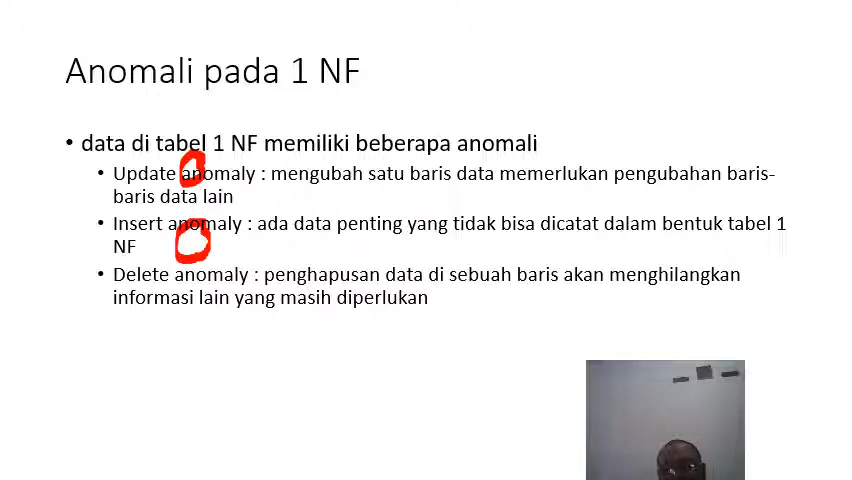 Anomali pada 1 NF
• data di tabel 1 NF memiliki beberapa anomali
• Update anomaly : mengubah satu baris data memerlukan pengubahan baris-
baris data lain
• Insert anomaly : ada data penting yang tidak bisa dicatat dalam bentuk tabel 1
NF
• Delete anomaly : penghapusan data di sebuah baris akan menghilangkan
informasi lain yang masih diperlukan